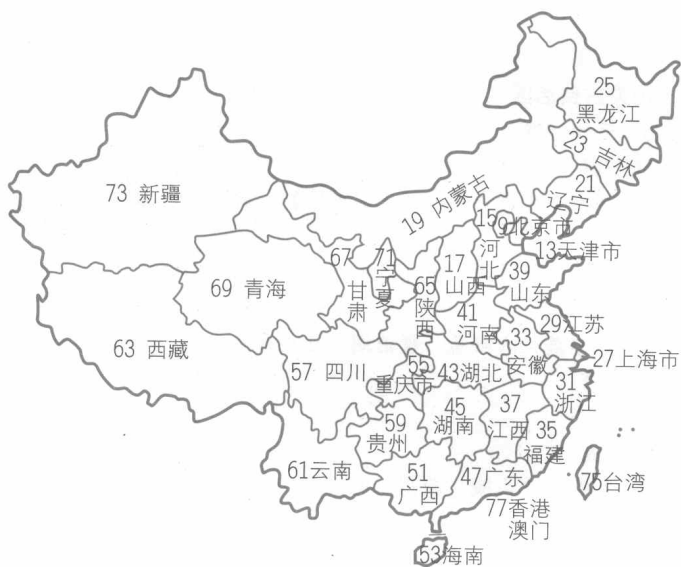 25
黑龙江
23 吉林
21
辽宁
19 内蒙古
73 新疆
15
河
北
北京市
13天津市
67
甘
肃
71
宁
夏
17
山西
39
山东
69 青海
65
陕
西
41
河南
29江苏
33
安徽
63 西藏
57 四川
55
重庆市
43湖北
27上海市
31
浙江
45
湖南
37
江西
35
福建
59
贵州
61云南
51
广西
47广东
75台湾
77香港
澳门
53海南